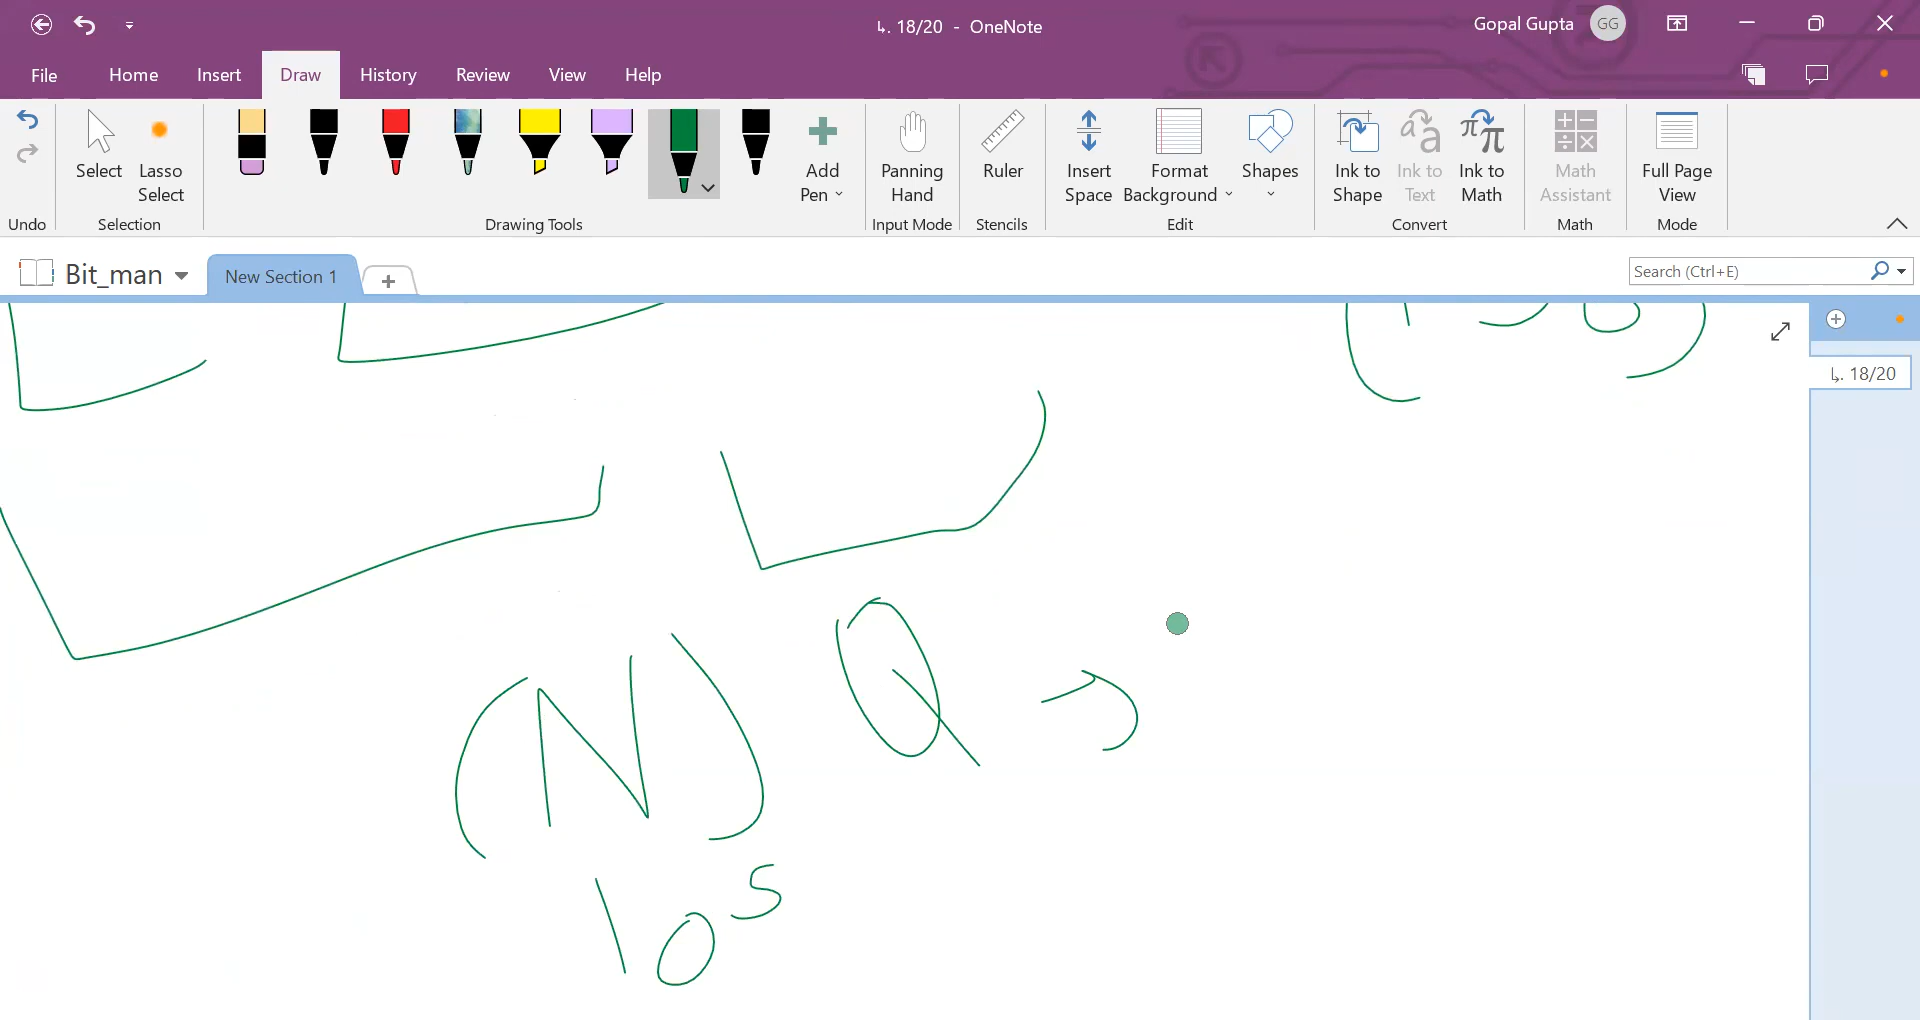 ↳. 18/20 - OneNote
Gopal Gupta GG
File Home Insert Draw History Review View Help
Select
Lasso Select
Add Pen
Panning Hand
Ruler
Insert Space
Format Background
Shapes
Ink to Shape
Ink to Text
Ink to Math
Math Assistant
Full Page View
Undo Selection Drawing Tools Input Mode Stencils Edit Convert Math Mode
Bit_man New Section 1 Search (Ctrl+E)
↳. 18/20
(N) Q →
10^5